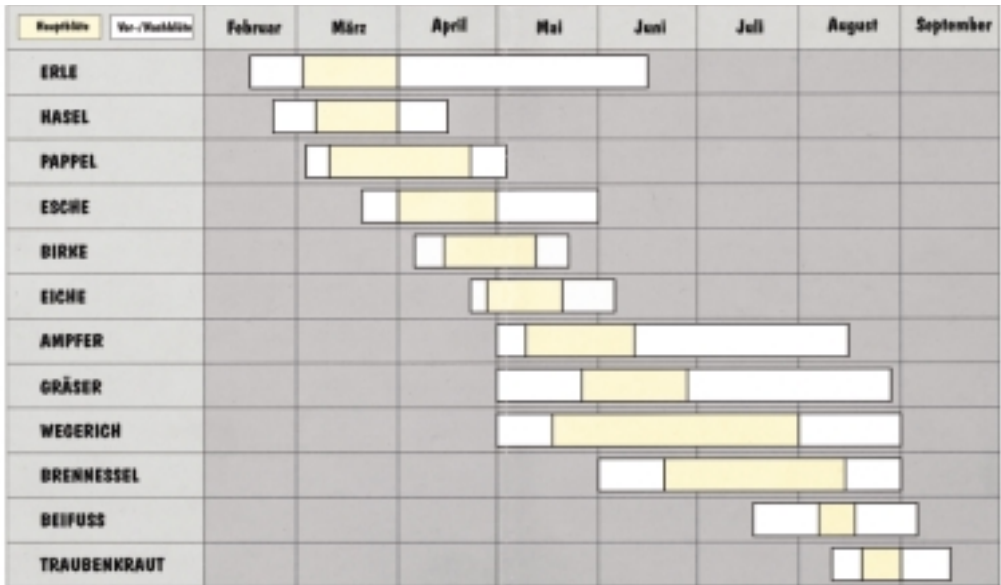 Hauptblüte Vor-/Nachblüte Februar März April Mai Juni Juli August September
ERLE
HASEL
PAPPEL
ESCHE
BIRKE
EICHE
AMPFER
GRÄSER
WEGERICH
BRENNESSEL
BEIFUSS
TRAUBENKRAUT